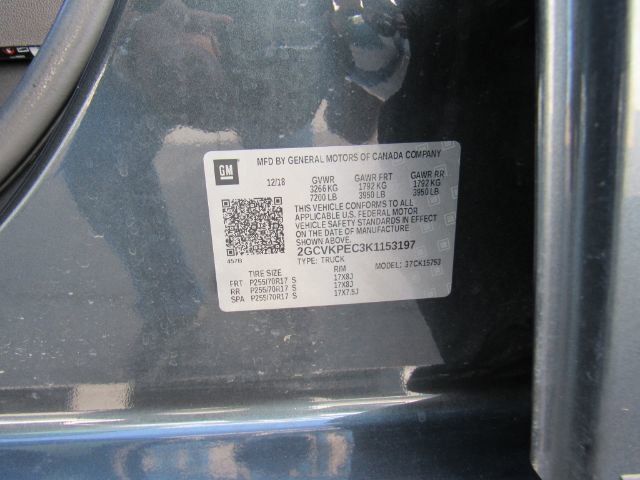 GM MFD BY GENERAL MOTORS OF CANADA COMPANY
12/18 GVWR GAWR FRT GAWR RR
3266 KG 1792 KG 1792 KG
7200 LB 3950 LB 3950 LB
THIS VEHICLE CONFORMS TO ALL
APPLICABLE U.S. FEDERAL MOTOR
VEHICLE SAFETY STANDARDS IN EFFECT
ON THE DATE OF MANUFACTURE
SHOWN ABOVE.
2GCVKPEC3K1153197
TYPE: TRUCK MODEL: 37CK15753
TIRE SIZE RIM
FRT P255/70R17 S 17X8J
RR P255/70R17 S 17X8J
SPA P255/70R17 S 17X7.5J